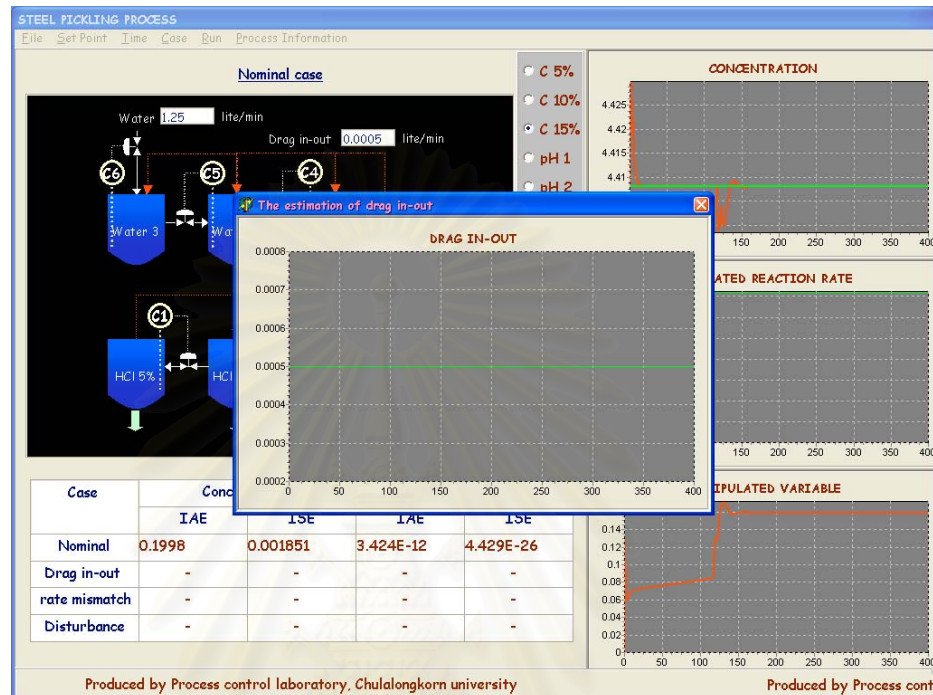 STEEL PICKLING PROCESS
File Set Point Time Case Run Process Information
Nominal case
Water 1.25 lite/min
Drag in-out 0.0005 lite/min
C6
C5
C4
Water 3
C1
HCl 5%
HCl
C 5%
C 10%
C 15%
pH 1
pH 2
CONCENTRATION
4.425
4.42
4.415
4.41
150 200 250 300 350 400
ATED REACTION RATE
150 200 250 300 350 400
IPULATED VARIABLE
0.14
0.12
0.1
0.08
0.06
0.04
0.02
0
0 50 100 150 200 250 300 350 400
The estimation of drag in-out
DRAG IN-OUT
0.0008
0.0007
0.0006
0.0005
0.0004
0.0003
0.0002
0 50 100 150 200 250 300 350 400
Case Conc
IAE ISE IAE ISE
Nominal 0.1998 0.001851 3.424E-12 4.429E-26
Drag in-out - - - -
rate mismatch - - - -
Disturbance - - - -
Produced by Process control laboratory, Chulalongkorn university
Produced by Process cont